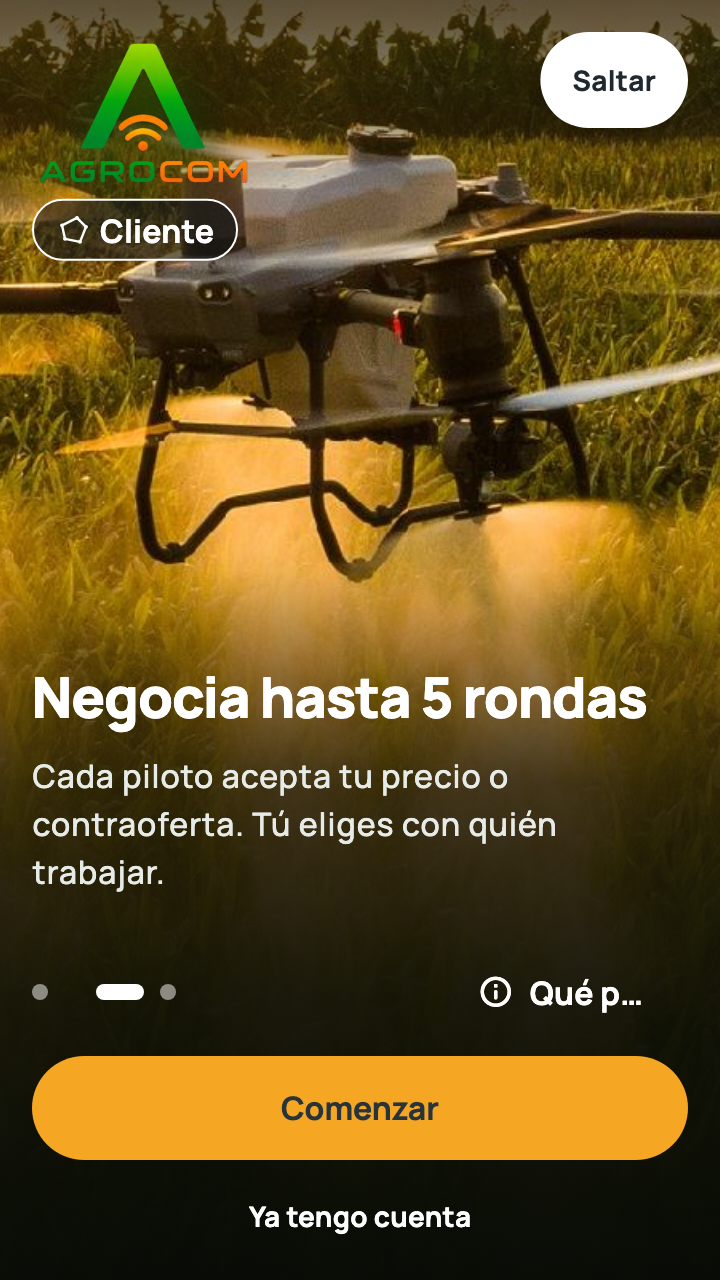 Saltar
AGROCOM
Cliente
Negocia hasta 5 rondas
Cada piloto acepta tu precio o
contraoferta. Tú eliges con quién
trabajar.
Qué p...
Comenzar
Ya tengo cuenta